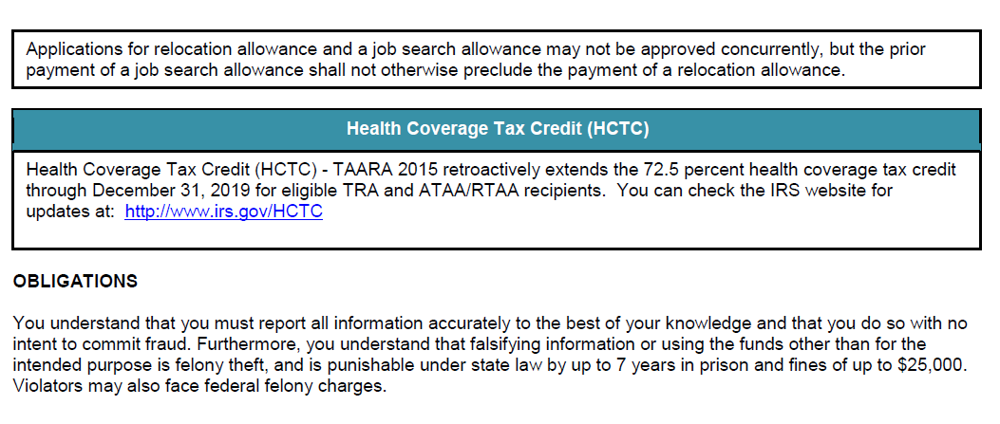 Applications for relocation allowance and a job search allowance may not be approved concurrently, but the prior
payment of a job search allowance shall not otherwise preclude the payment of a relocation allowance.
Health Coverage Tax Credit (HCTC)
Health Coverage Tax Credit (HCTC) - TAARA 2015 retroactively extends the 72.5 percent health coverage tax credit
through December 31, 2019 for eligible TRA and ATAA/RTAA recipients.  You can check the IRS website for
updates at:  http://www.irs.gov/HCTC
OBLIGATIONS
You understand that you must report all information accurately to the best of your knowledge and that you do so with no
intent to commit fraud. Furthermore, you understand that falsifying information or using the funds other than for the
intended purpose is felony theft, and is punishable under state law by up to 7 years in prison and fines of up to $25,000.
Violators may also face federal felony charges.